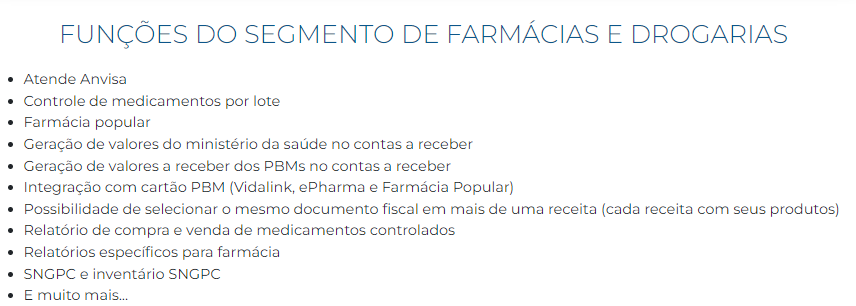 FUNÇÕES DO SEGMENTO DE FARMÁCIAS E DROGARIAS
• Atende Anvisa
• Controle de medicamentos por lote
• Farmácia popular
• Geração de valores do ministério da saúde no contas a receber
• Geração de valores a receber dos PBMs no contas a receber
• Integração com cartão PBM (Vidalink, ePharma e Farmácia Popular)
• Possibilidade de selecionar o mesmo documento fiscal em mais de uma receita (cada receita com seus produtos)
• Relatório de compra e venda de medicamentos controlados
• Relatórios específicos para farmácia
• SNGPC e inventário SNGPC
• E muito mais...